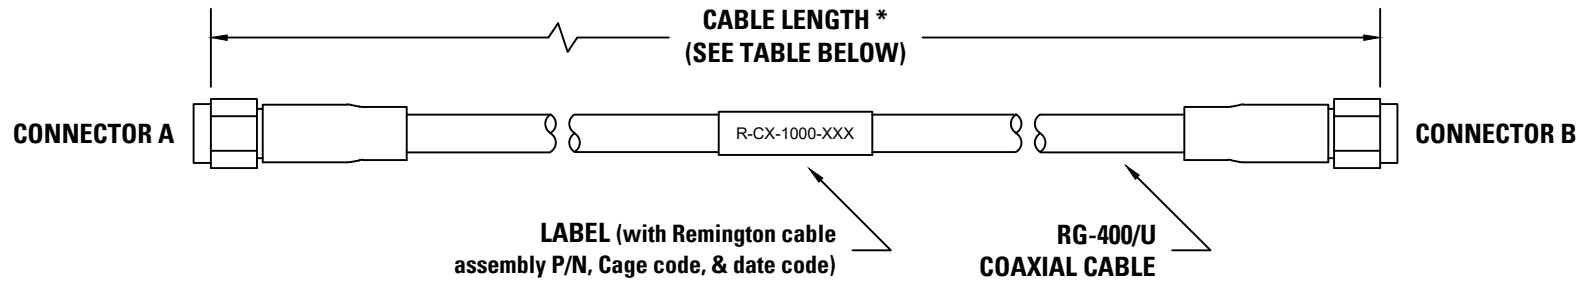 CABLE LENGTH *
(SEE TABLE BELOW)
CONNECTOR A
R-CX-1000-XXX
CONNECTOR B
LABEL (with Remington cable
assembly P/N, Cage code, & date code)
RG-400/U
COAXIAL CABLE